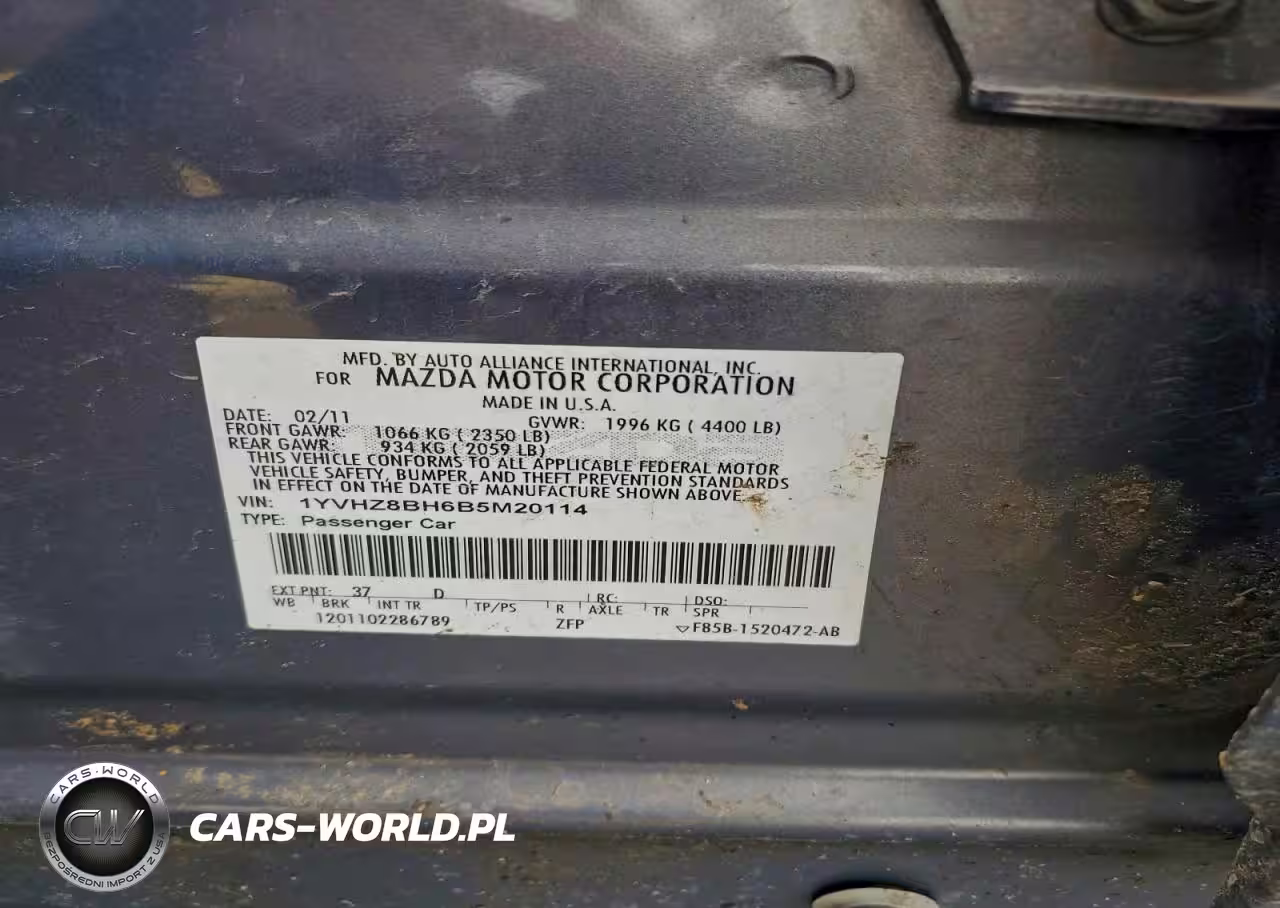 MFD. BY AUTO ALLIANCE INTERNATIONAL, INC.
FOR MAZDA MOTOR CORPORATION
MADE IN U.S.A.
DATE: 02/11 GVWR: 1996 KG ( 4400 LB)
FRONT GAWR: 1066 KG ( 2350 LB)
REAR GAWR: 934 KG ( 2059 LB)
THIS VEHICLE CONFORMS TO ALL APPLICABLE FEDERAL MOTOR
VEHICLE SAFETY, BUMPER, AND THEFT PREVENTION STANDARDS
IN EFFECT ON THE DATE OF MANUFACTURE SHOWN ABOVE.
VIN: 1YVHZ8BH6B5M20114
TYPE: Passenger Car
EXT PNT: 37 D RC: DSO:
WB BRK INT TR TP/PS R AXLE TR SPR
1201102286789 ZFP F85B-1520472-AB
CARS-WORLD
CW
BEZPOŚREDNI IMPORT Z USA
CARS-WORLD.PL